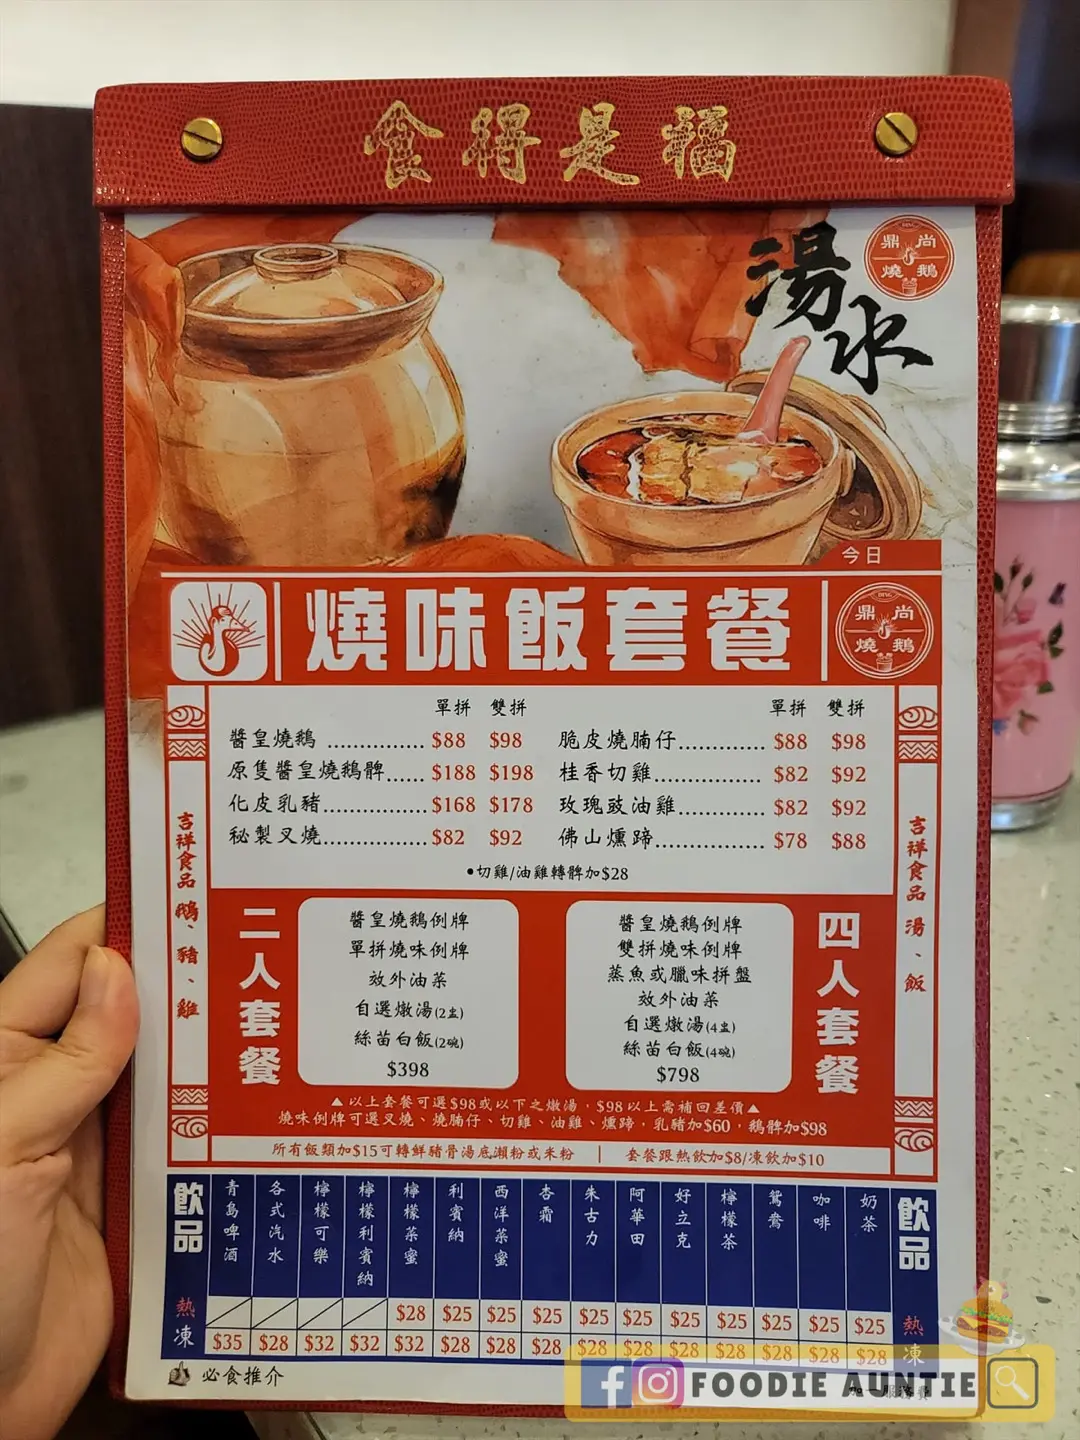 食得是福
湯水
鼎尚燒鵝
今日
燒味飯套餐
DING
鼎尚燒鵝
單拼 雙拼
醬皇燒鵝 ............... $88 $98
原隻醬皇燒鵝髀...... $188 $198
化皮乳豬................ $168 $178
秘製叉燒................ $82 $92
單拼 雙拼
脆皮燒腩仔............. $88 $98
桂香切雞................. $82 $92
玫瑰豉油雞............. $82 $92
佛山燻蹄................. $78 $88
•切雞/油雞轉髀加$28
吉祥食品 鵝、豬、雞
吉祥食品 湯、飯
二人套餐
醬皇燒鵝例牌
單拼燒味例牌
效外油菜
自選燉湯(2盅)
絲苗白飯(2碗)
$398
四人套餐
醬皇燒鵝例牌
雙拼燒味例牌
蒸魚或臘味拼盤
效外油菜
自選燉湯(4盅)
絲苗白飯(4碗)
$798
▲以上套餐可選$98或以下之燉湯,$98以上需補回差價▲
燒味例牌可選叉燒、燒腩仔、切雞、油雞、燻蹄,乳豬加$60,鵝髀加$98
所有飯類加$15可轉鮮豬骨湯底瀨粉或米粉 | 套餐跟熱飲加$8/凍飲加$10
飲品 青島啤酒 各式汽水 檸檬可樂 檸檬利賓納 檸檬菜蜜 利賓納 西洋菜蜜 杏霜 朱古力 阿華田 好立克 檸檬茶 鴛鴦 咖啡 奶茶 飲品
熱 $28 $25 $25 $25 $25 $25 $25 $25 $25 $25 $25 熱
凍 $35 $28 $32 $32 $32 $28 $28 $28 $28 $28 $28 $28 $28 $28 $28 凍
必食推介
加一服務費
FOODIE AUNTIE